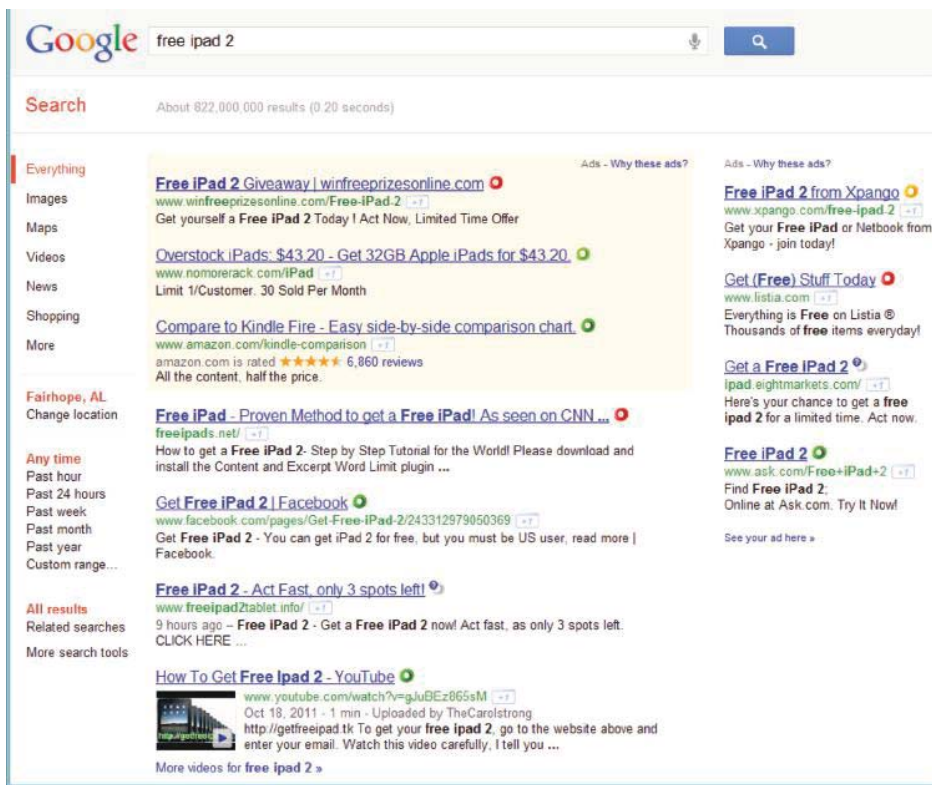 Google
free ipad 2
Search
About 622,000,000 results (0.20 seconds)
Everything
Images
Maps
Videos
News
Shopping
More
Fairhope, AL
Change location
Any time
Past hour
Past 24 hours
Past week
Past month
Past year
Custom range...
All results
Related searches
More search tools
Ads - Why these ads?
Free iPad 2 Giveaway | winfreeprizesonline.com
www.winfreeprizesonline.com/Free-iPad-2 +1
Get yourself a Free iPad 2 Today ! Act Now, Limited Time Offer
Overstock iPads: $43.20 - Get 32GB Apple iPads for $43.20.
www.nomorerack.com/iPad +1
Limit 1/Customer. 30 Sold Per Month
Compare to Kindle Fire - Easy side-by-side comparison chart.
www.amazon.com/kindle-comparison +1
amazon.com is rated ★★★★★ 6,860 reviews
All the content, half the price.
Free iPad - Proven Method to get a Free iPad! As seen on CNN ...
freeipads.net/ +1
How to get a Free iPad 2- Step by Step Tutorial for the World! Please download and
install the Content and Excerpt Word Limit plugin ...
Get Free iPad 2 | Facebook
www.facebook.com/pages/Get-Free-iPad-2/243312979050369 +1
Get Free iPad 2 - You can get iPad 2 for free, but you must be US user, read more |
Facebook.
Free iPad 2 - Act Fast, only 3 spots left!
www.freeipad2tablet.info/ +1
9 hours ago – Free iPad 2 - Get a Free iPad 2 now! Act fast, as only 3 spots left.
CLICK HERE ...
How To Get Free Ipad 2 - YouTube
www.youtube.com/watch?v=gJuBEz865sM +1
Oct 18, 2011 - 1 min - Uploaded by TheCarolstrong
http://getfreeipad.tk To get your free ipad 2, go to the website above and
enter your email. Watch this video carefully, I tell you ...
More videos for free ipad 2 »
Ads - Why these ads?
Free iPad 2 from Xpango
www.xpango.com/free-ipad-2 +1
Get your Free iPad or Netbook from
Xpango - join today!
Get (Free) Stuff Today
www.listia.com +1
Everything is Free on Listia ®
Thousands of free items everyday!
Get a Free IPad 2
ipad.eightmarkets.com/ +1
Here's your chance to get a free
ipad 2 for a limited time. Act now.
Free iPad 2
www.ask.com/Free+iPad+2 +1
Find Free iPad 2;
Online at Ask.com. Try It Now!
See your ad here »